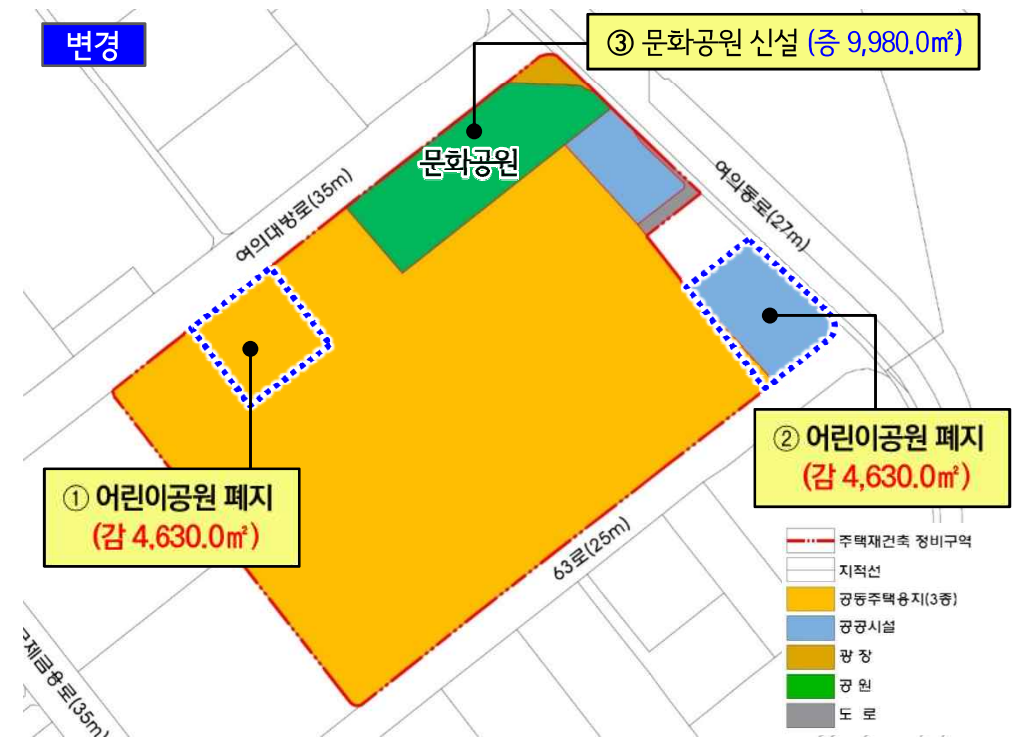 변경
③ 문화공원 신설 (증 9,980.0㎡)
문화공원
여의대방로(35m)
여의동로(27m)
② 어린이공원 폐지
(감 4,630.0㎡)
① 어린이공원 폐지
(감 4,630.0㎡)
63로(25m)
제금융로(35m)
주택재건축 정비구역
지적선
공동주택용지(3종)
공공시설
광 장
공 원
도 로